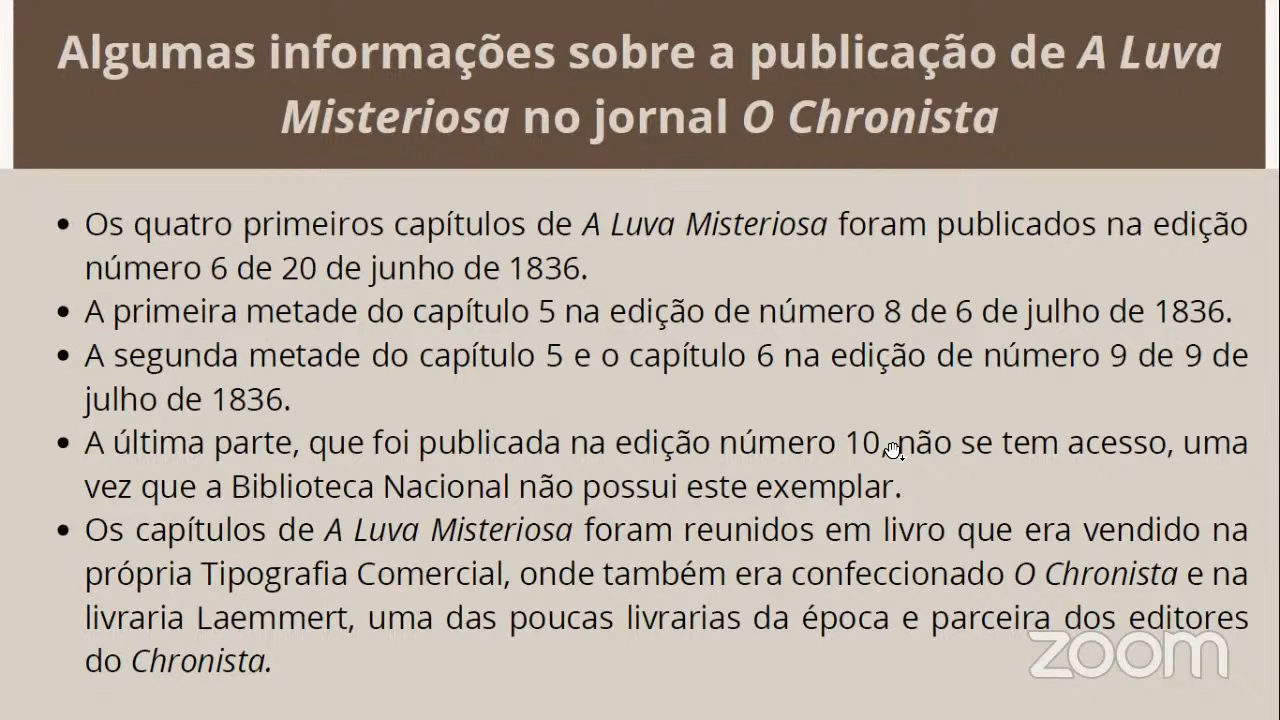 Algumas informações sobre a publicação de A Luva
Misteriosa no jornal O Chronista
• Os quatro primeiros capítulos de A Luva Misteriosa foram publicados na edição
número 6 de 20 de junho de 1836.
• A primeira metade do capítulo 5 na edição de número 8 de 6 de julho de 1836.
• A segunda metade do capítulo 5 e o capítulo 6 na edição de número 9 de 9 de
julho de 1836.
• A última parte, que foi publicada na edição número 10, não se tem acesso, uma
vez que a Biblioteca Nacional não possui este exemplar.
• Os capítulos de A Luva Misteriosa foram reunidos em livro que era vendido na
própria Tipografia Comercial, onde também era confeccionado O Chronista e na
livraria Laemmert, uma das poucas livrarias da época e parceira dos editores
do Chronista.
zoom